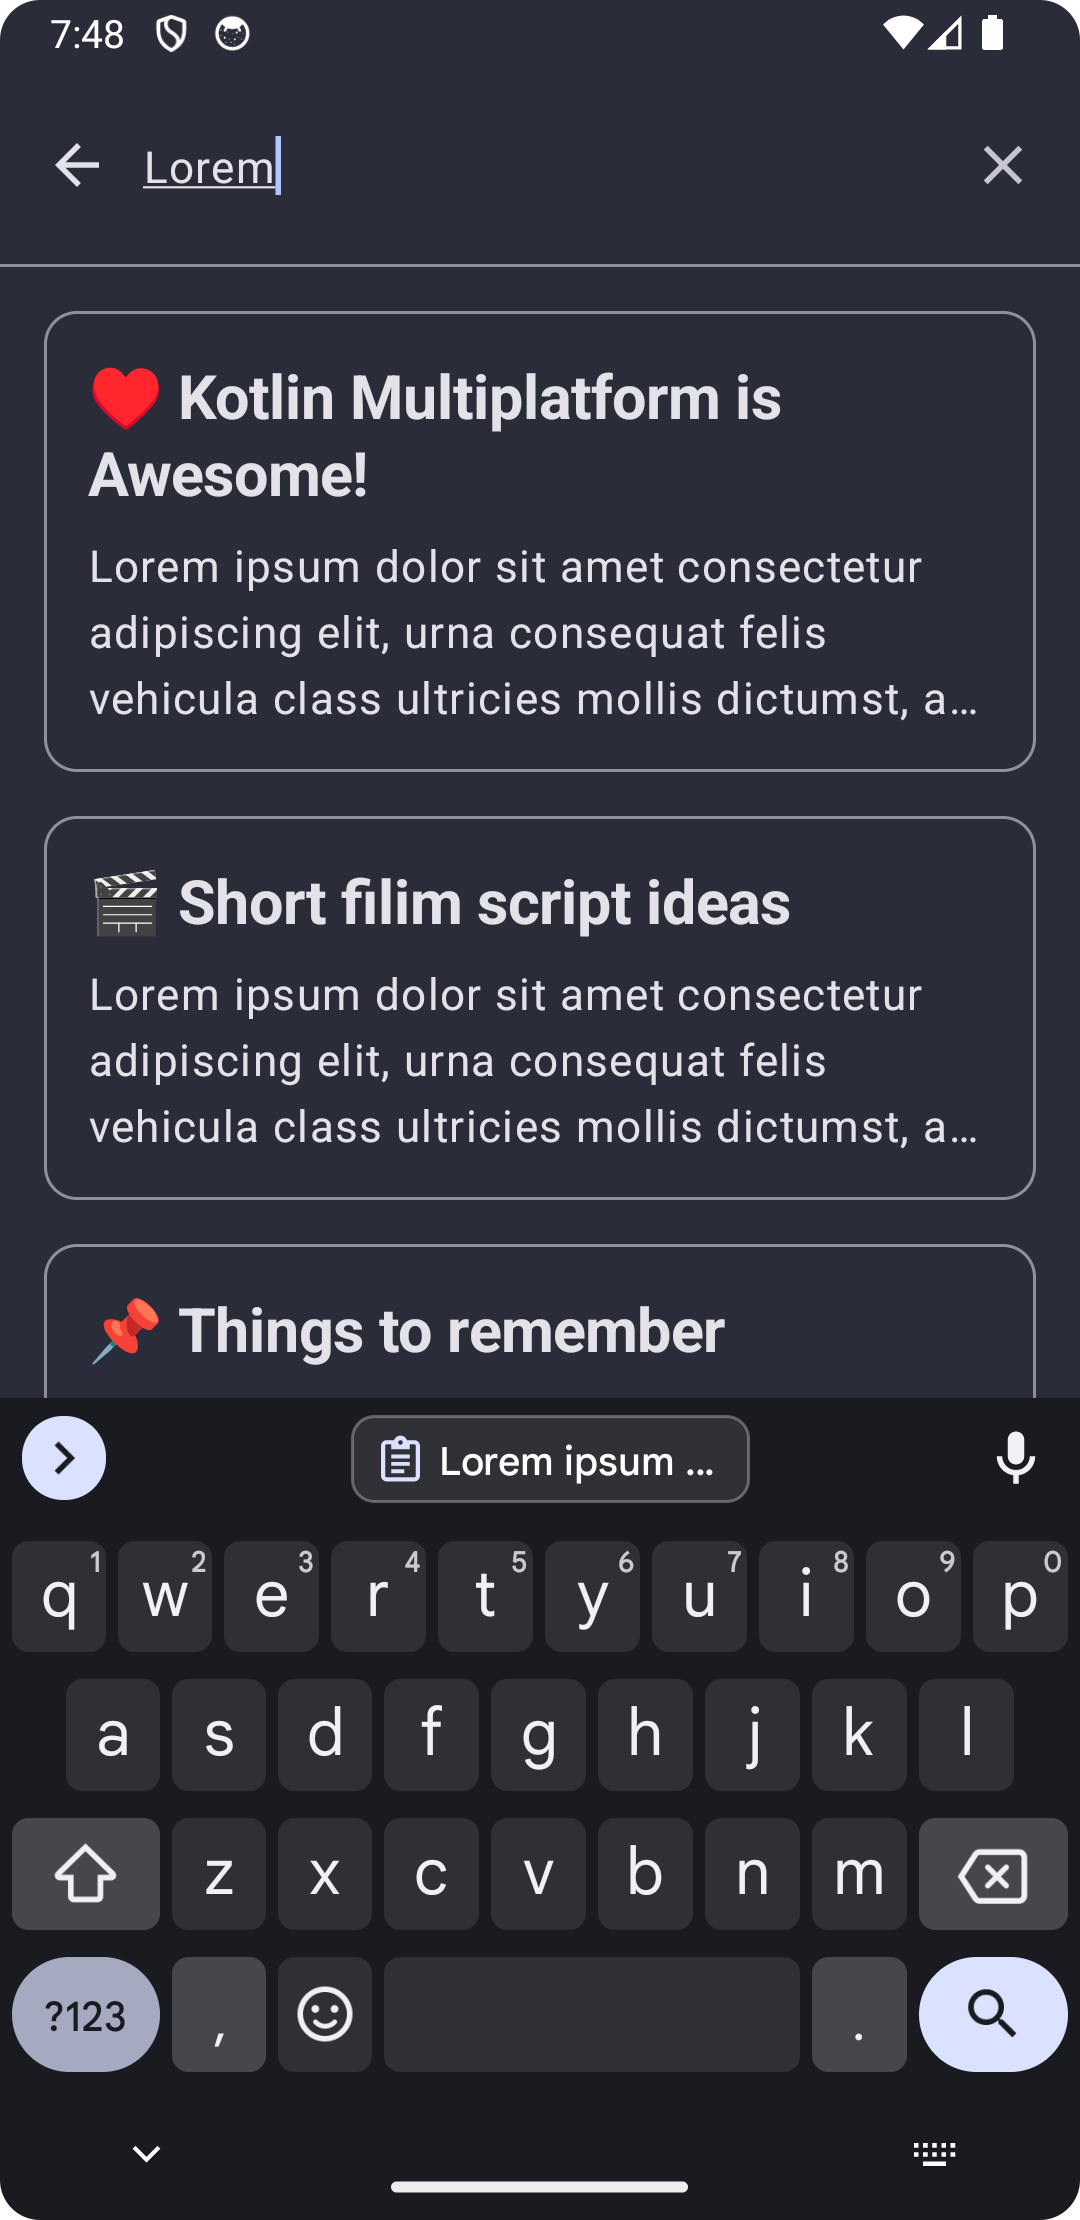 7:48
Lorem
❤️ Kotlin Multiplatform is
Awesome!
Lorem ipsum dolor sit amet consectetur
adipiscing elit, urna consequat felis
vehicula class ultricies mollis dictumst, a…
🎬 Short filim script ideas
Lorem ipsum dolor sit amet consectetur
adipiscing elit, urna consequat felis
vehicula class ultricies mollis dictumst, a…
📌 Things to remember
Lorem ipsum ...
q 1 w 2 e 3 r 4 t 5 y 6 u 7 i 8 o 9 p 0
a s d f g h j k l
z x c v b n m
?123 , .